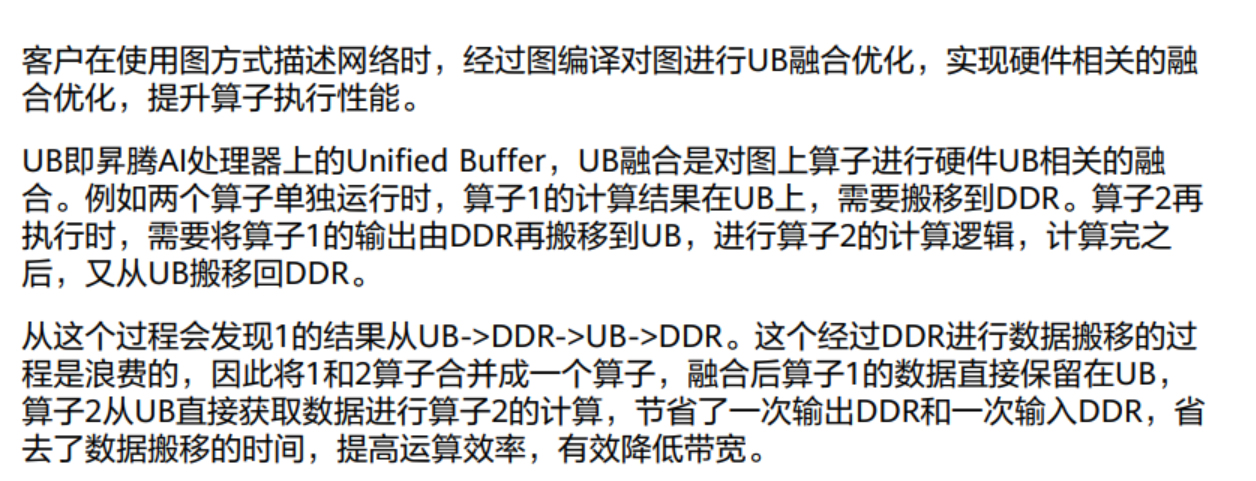 客户在使用图方式描述网络时，经过图编译对图进行UB融合优化，实现硬件相关的融
合优化，提升算子执行性能。
UB即昇腾AI处理器上的Unified Buffer，UB融合是对图上算子进行硬件UB相关的融
合。例如两个算子单独运行时，算子1的计算结果在UB上，需要搬移到DDR。算子2再
执行时，需要将算子1的输出由DDR再搬移到UB，进行算子2的计算逻辑，计算完之
后，又从UB搬移回DDR。
从这个过程会发现1的结果从UB->DDR->UB->DDR。这个经过DDR进行数据搬移的过
程是浪费的，因此将1和2算子合并成一个算子，融合后算子1的数据直接保留在UB，
算子2从UB直接获取数据进行算子2的计算，节省了一次输出DDR和一次输入DDR，省
去了数据搬移的时间，提高运算效率，有效降低带宽。